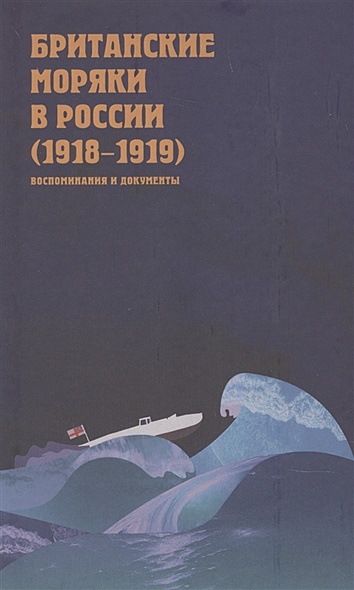 БРИТАНСКИЕ
МОРЯКИ
В РОССИИ
(1918–1919)
ВОСПОМИНАНИЯ И ДОКУМЕНТЫ